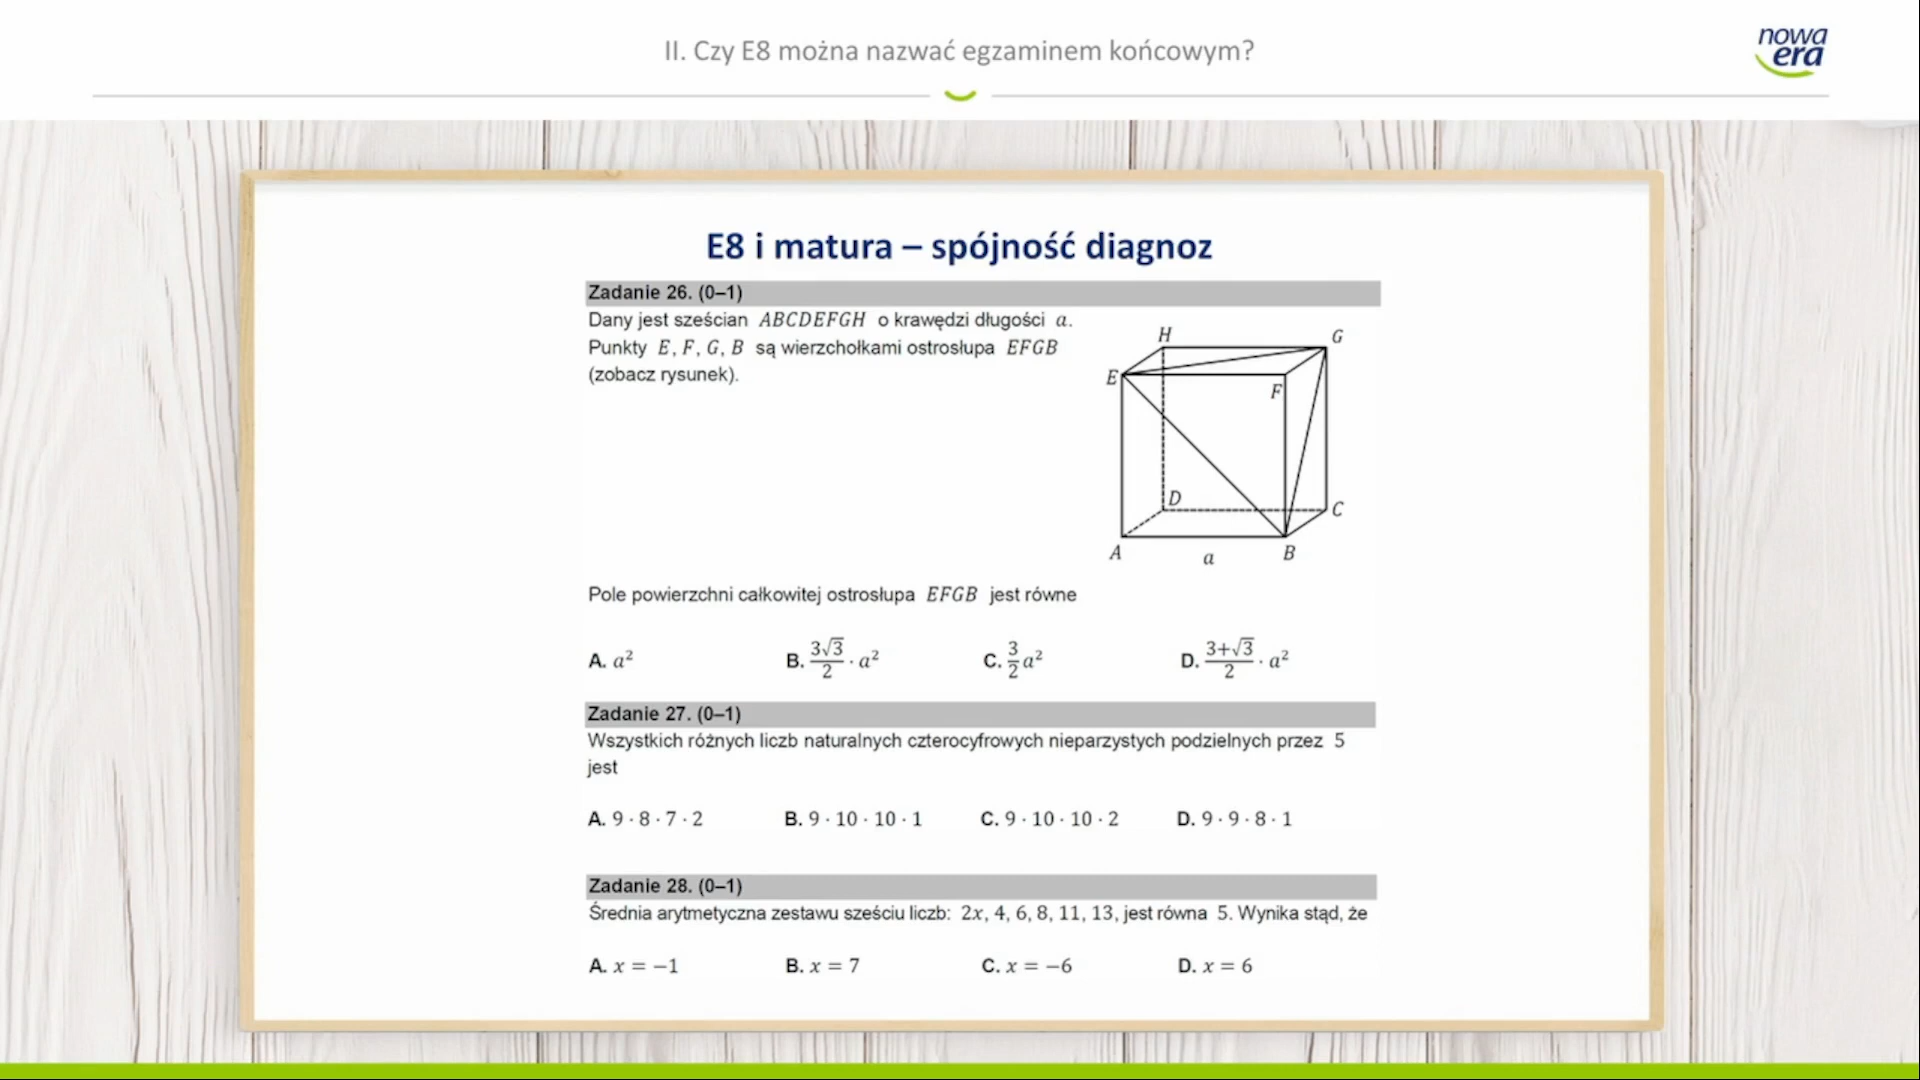 II. Czy E8 można nazwać egzaminem końcowym?
nowa
era
E8 i matura – spójność diagnoz
Zadanie 26. (0–1)
Dany jest sześcian ABCDEFGH o krawędzi długości a.
Punkty E, F, G, B są wierzchołkami ostrosłupa EFGB
(zobacz rysunek).
H
G
E
F
D
C
A
a
B
Pole powierzchni całkowitej ostrosłupa EFGB jest równe
A. a² B. 3√3/2 · a² C. 3/2 a² D. 3+√3/2 · a²
Zadanie 27. (0–1)
Wszystkich różnych liczb naturalnych czterocyfrowych nieparzystych podzielnych przez 5
jest
A. 9 · 8 · 7 · 2 B. 9 · 10 · 10 · 1 C. 9 · 10 · 10 · 2 D. 9 · 9 · 8 · 1
Zadanie 28. (0–1)
Średnia arytmetyczna zestawu sześciu liczb: 2x, 4, 6, 8, 11, 13, jest równa 5. Wynika stąd, że
A. x = −1 B. x = 7 C. x = −6 D. x = 6